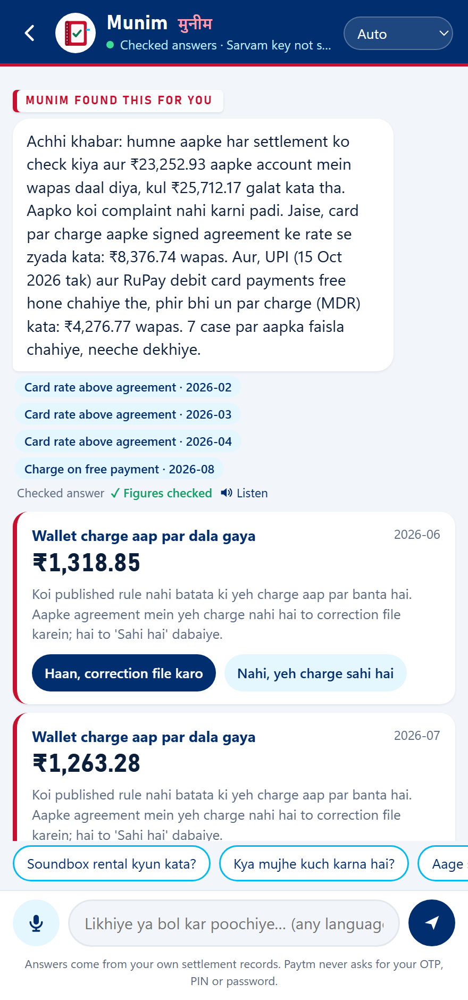 Munim मुनीम
Checked answers · Sarvam key not s...
Auto
MUNIM FOUND THIS FOR YOU
Achhi khabar: humne aapke har settlement ko
check kiya aur ₹23,252.93 aapke account mein
wapas daal diya, kul ₹25,712.17 galat kata tha.
Aapko koi complaint nahi karni padi. Jaise, card
par charge aapke signed agreement ke rate se
zyada kata: ₹8,376.74 wapas. Aur, UPI (15 Oct
2026 tak) aur RuPay debit card payments free
hone chahiye the, phir bhi un par charge (MDR)
kata: ₹4,276.77 wapas. 7 case par aapka faisla
chahiye, neeche dekhiye.
Card rate above agreement · 2026-02
Card rate above agreement · 2026-03
Card rate above agreement · 2026-04
Charge on free payment · 2026-08
Checked answer ✓ Figures checked Listen
Wallet charge aap par dala gaya 2026-06
₹1,318.85
Koi published rule nahi batata ki yeh charge aap par banta hai.
Aapke agreement mein yeh charge nahi hai to correction file
karein; hai to 'Sahi hai' dabaiye.
Haan, correction file karo Nahi, yeh charge sahi hai
Wallet charge aap par dala gaya 2026-07
₹1,263.28
Koi published rule nahi batata ki yeh charge aap par banta hai.
Aapke agreement mein yeh charge nahi hai to correction file
karein; hai to 'Sahi hai' dabaiye.
Soundbox rental kyun kata? Kya mujhe kuch karna hai? Aage
Likhiye ya bol kar poochiye... (any language
Answers come from your own settlement records. Paytm never asks for your OTP,
PIN or password.